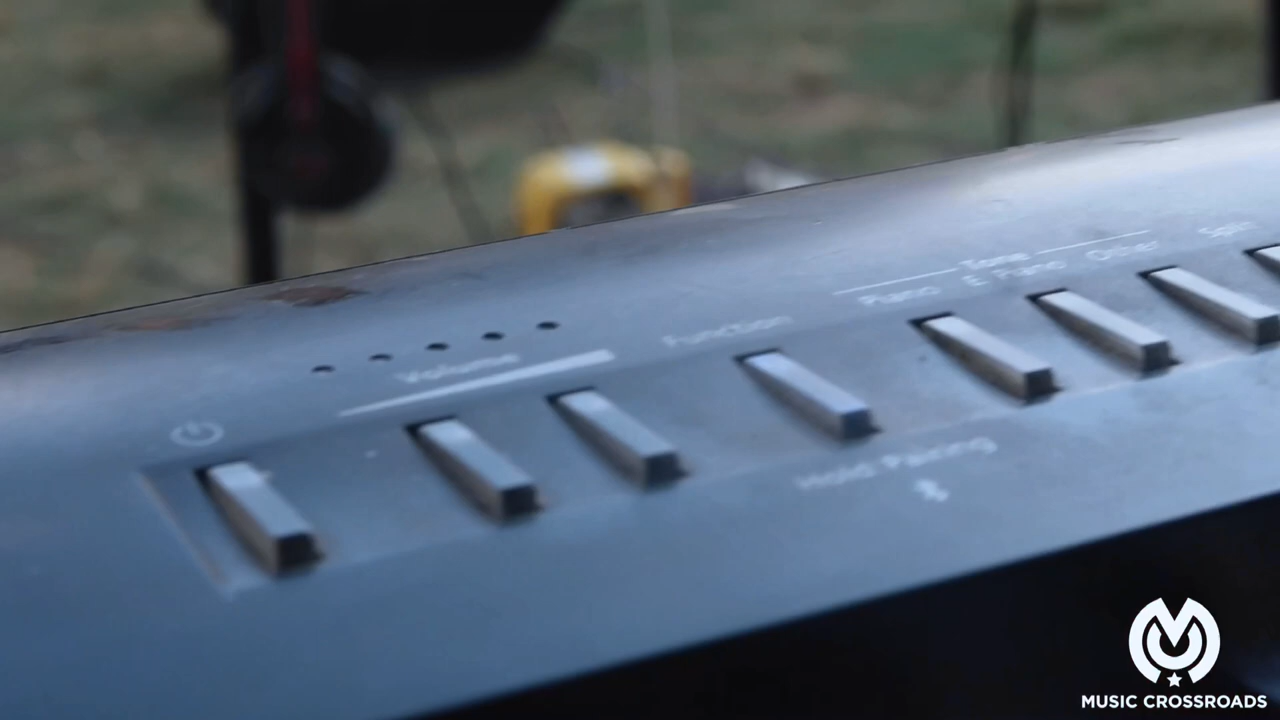 Tone
Piano
E Piano
Other
Split
Volume
Function
Hold Pairing
MUSIC CROSSROADS